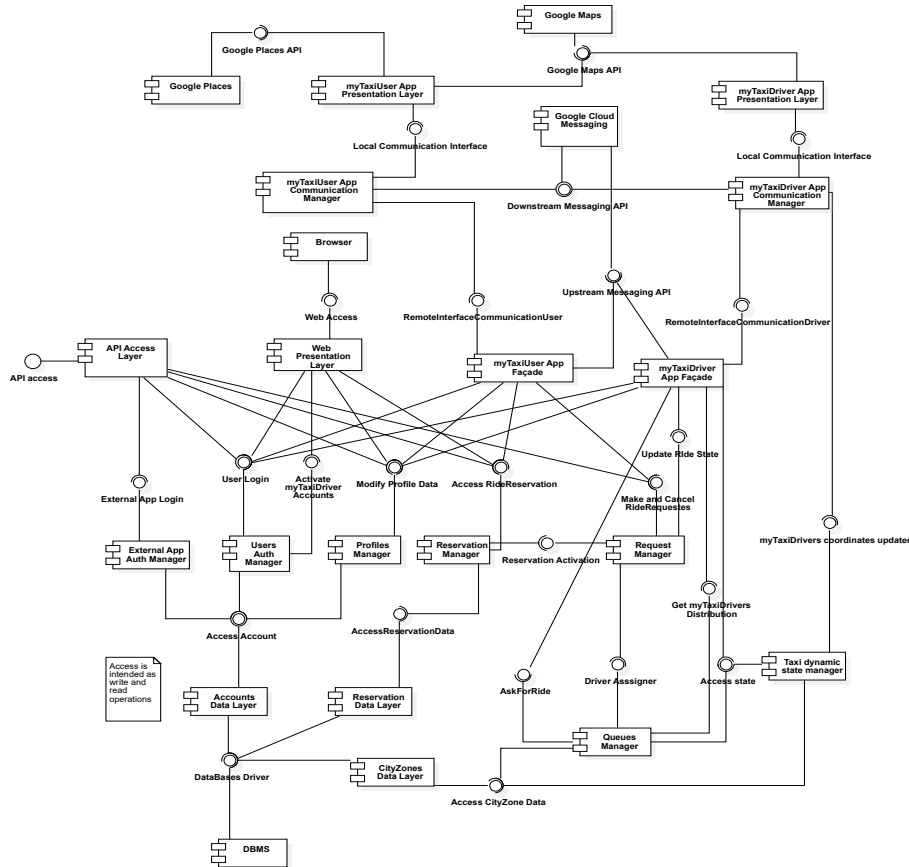 Google Maps
Google Places API
Google Maps API
Google Places
myTaxiUser App
Presentation Layer
myTaxiDriver App
Presentation Layer
Google Cloud
Messaging
Local Communication Interface
Local Communication Interface
myTaxiUser App
Communication
Manager
myTaxiDriver App
Communication
Manager
Downstream Messaging API
Browser
Upstream Messaging API
Web Access
RemoteInterfaceCommunicationUser
RemoteInterfaceCommunicationDriver
API Access
Layer
Web
Presentation
Layer
myTaxiUser App
Façade
myTaxiDriver
App Façade
API access
User Login
Activate
myTaxiDriver
Accounts
Modify Profile Data
Access RideReservation
Update RIde State
External App Login
Make and Cancel
RideRequestes
External App
Auth Manager
Users
Auth
Manager
Profiles
Manager
Reservation
Manager
Reservation Activation
Request
Manager
myTaxiDrivers coordinates updater
Get myTaxiDrivers
Distribution
Access Account
AccessReservationData
Access is
intended as
write and
read
operations
Accounts
Data Layer
Reservation
Data Layer
AskForRide
Driver Asssigner
Access state
Taxi dynamic
state manager
Queues
Manager
DataBases Driver
CityZones
Data Layer
Access CityZone Data
DBMS